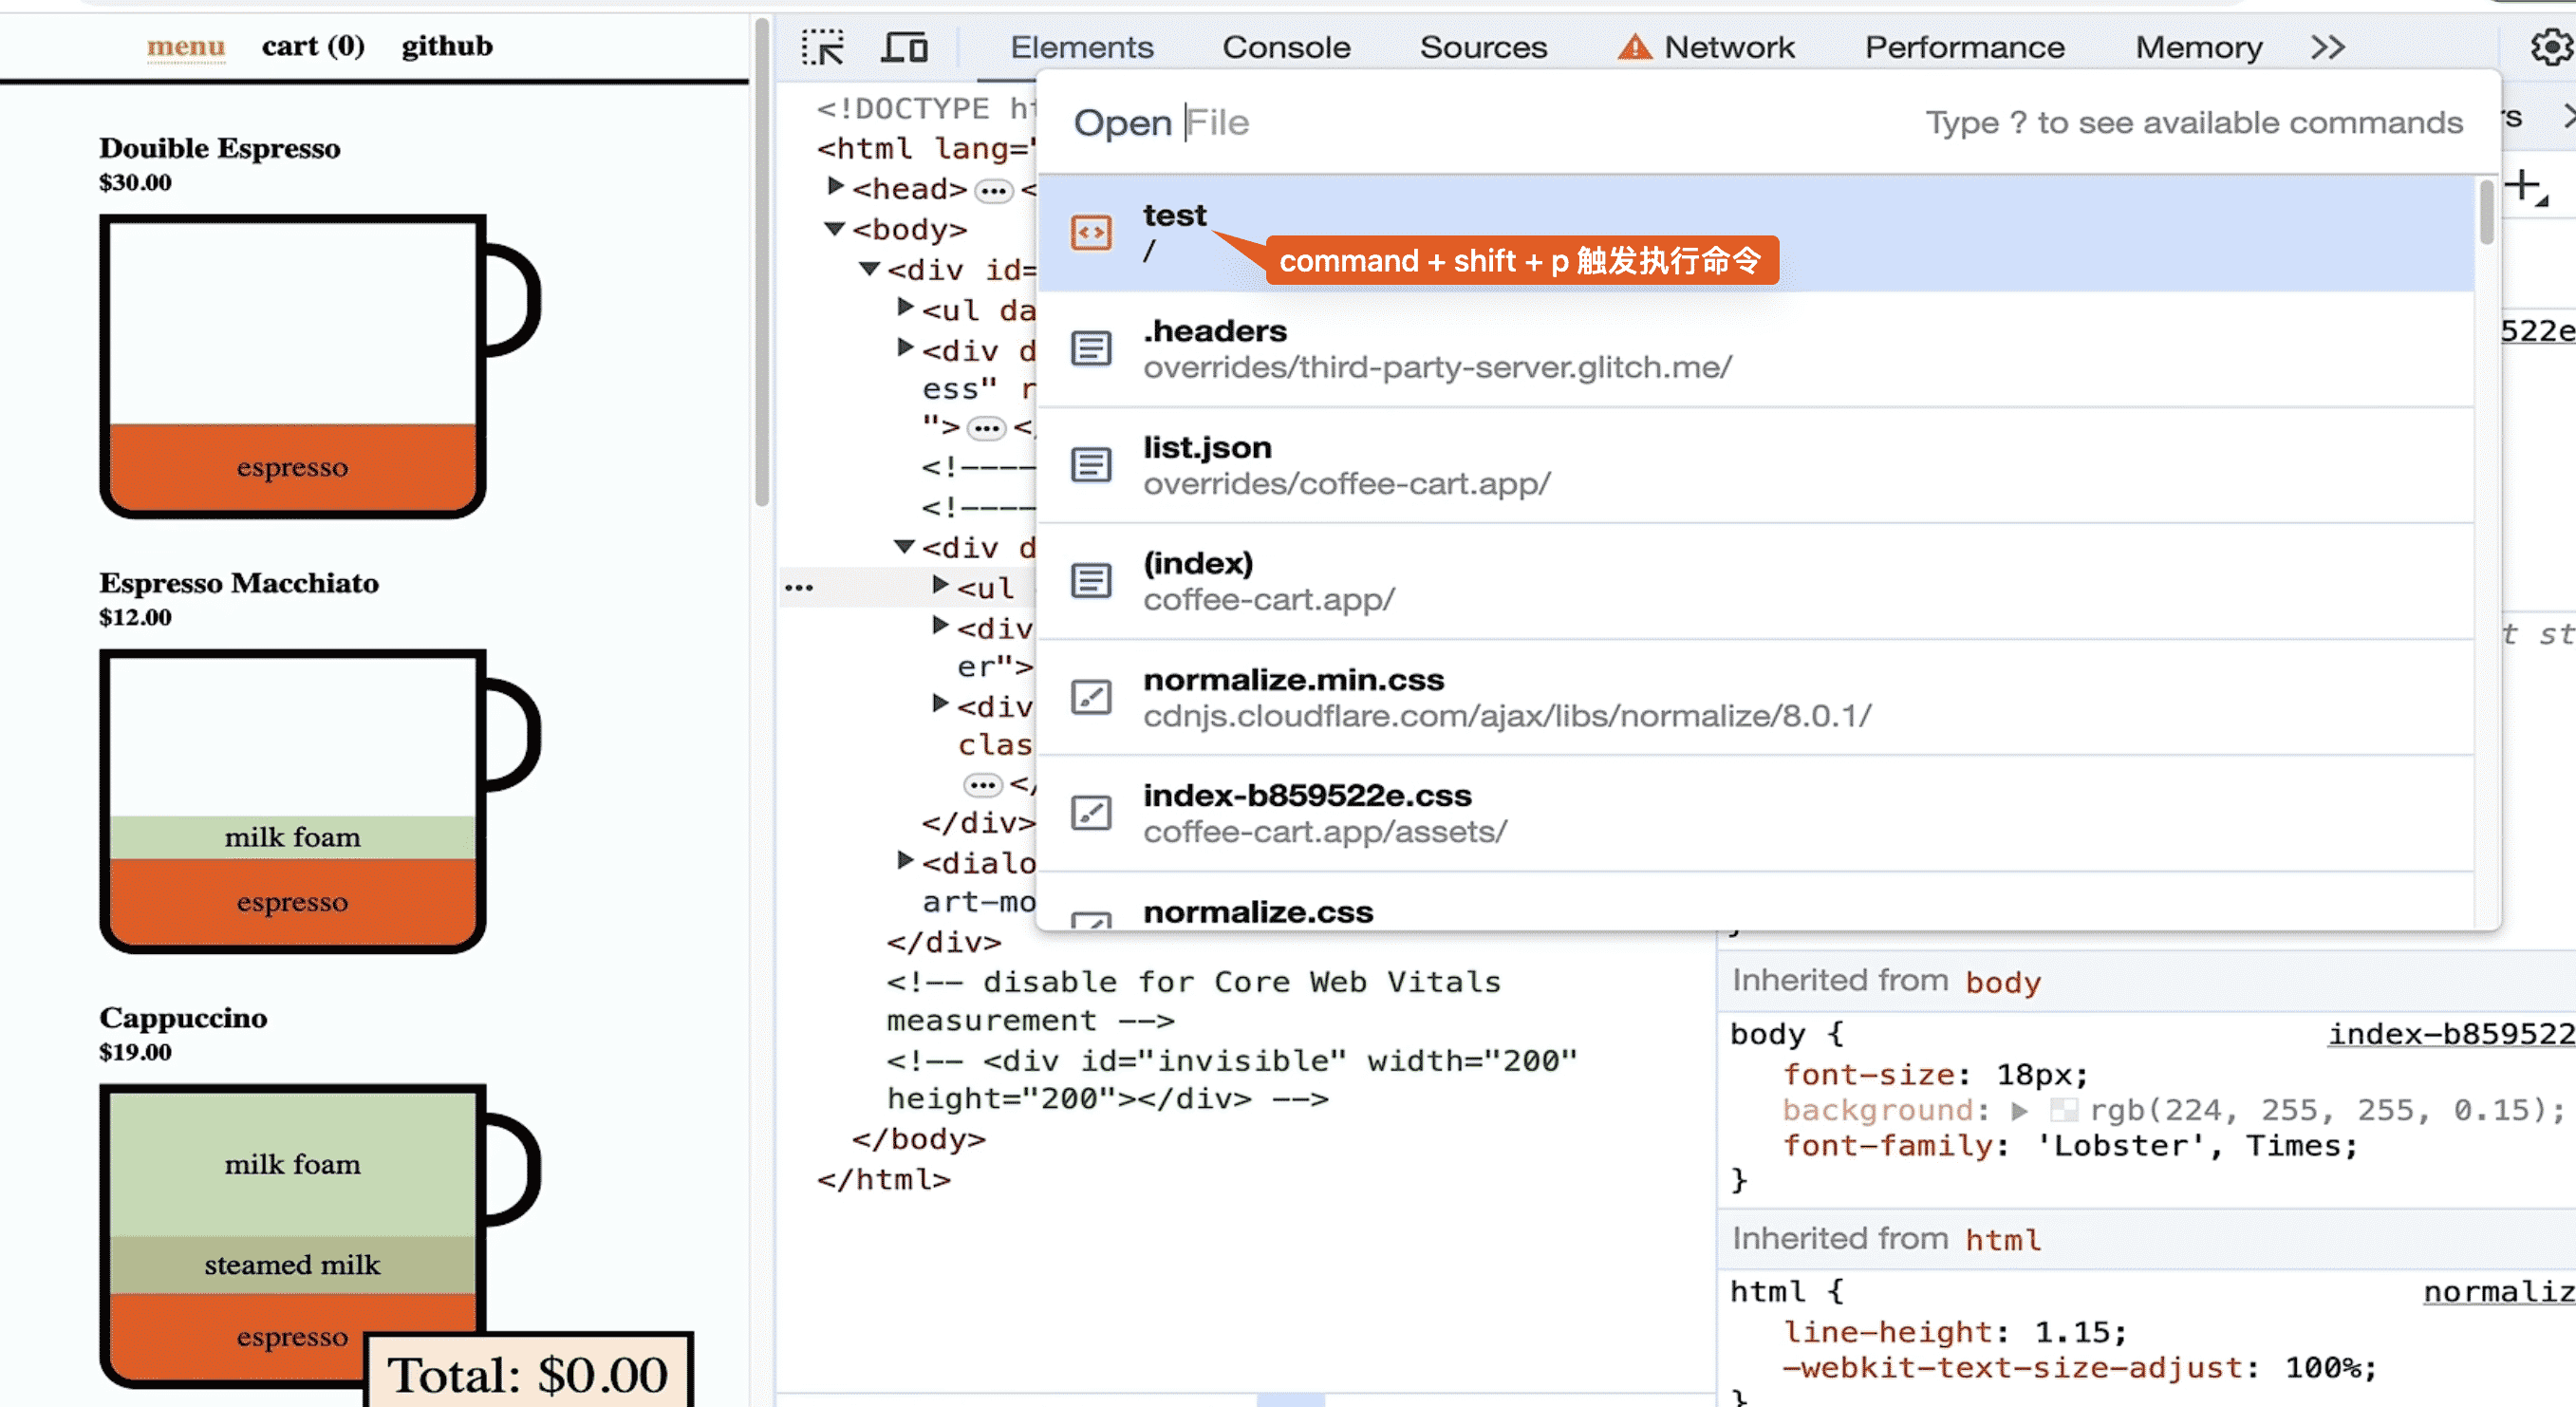 menu cart (0) github
Douible Espresso
$30.00
espresso
Espresso Macchiato
$12.00
milk foam
espresso
Cappuccino
$19.00
milk foam
steamed milk
espresso
Total: $0.00
Elements Console Sources Network Performance Memory
<!DOCTYPE ht
<html lang="
<head> ••• <
<body>
<div id=
<ul da
<div d
ess" r
"> ••• </
<!----
<!----
<div d
••• <ul
<div
er">
<div
clas
••• </
</div>
<dialo
art-mo
</div>
<!-- disable for Core Web Vitals
measurement -->
<!-- <div id="invisible" width="200"
height="200"></div> -->
</body>
</html>
Open File
Type ? to see available commands
test
/
command + shift + p 触发执行命令
.headers
overrides/third-party-server.glitch.me/
list.json
overrides/coffee-cart.app/
(index)
coffee-cart.app/
normalize.min.css
cdnjs.cloudflare.com/ajax/libs/normalize/8.0.1/
index-b859522e.css
coffee-cart.app/assets/
normalize.css
522e
t st
}
Inherited from body
body {
index-b859522
font-size: 18px;
background: rgb(224, 255, 255, 0.15);
font-family: 'Lobster', Times;
}
Inherited from html
html {
normaliz
line-height: 1.15;
-webkit-text-size-adjust: 100%;
}